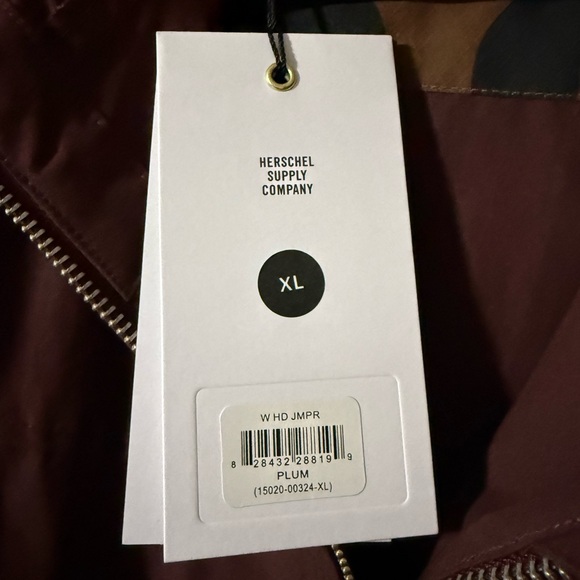 HERSCHEL
SUPPLY
COMPANY
XL
W HD JMPR
8 28432 28819 9
PLUM
(15020-00324-XL)